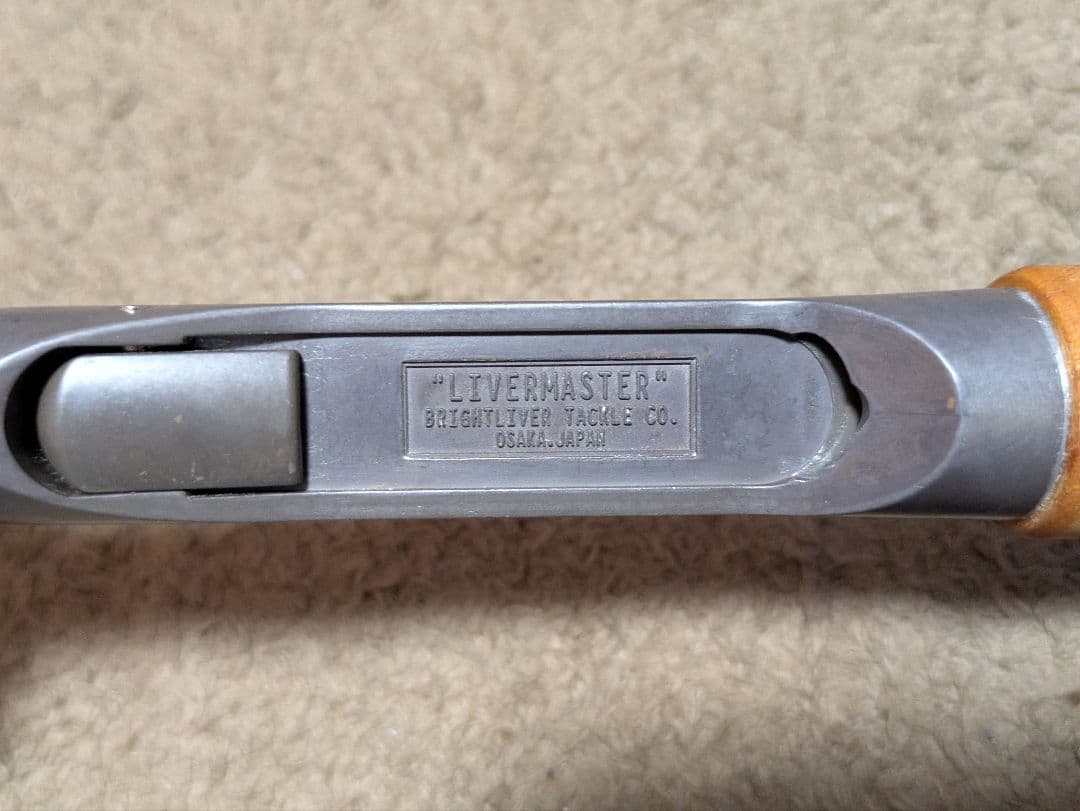 "LIVERMASTER"
BRIGHTLIVER TACKLE CO.
OSAKA.JAPAN